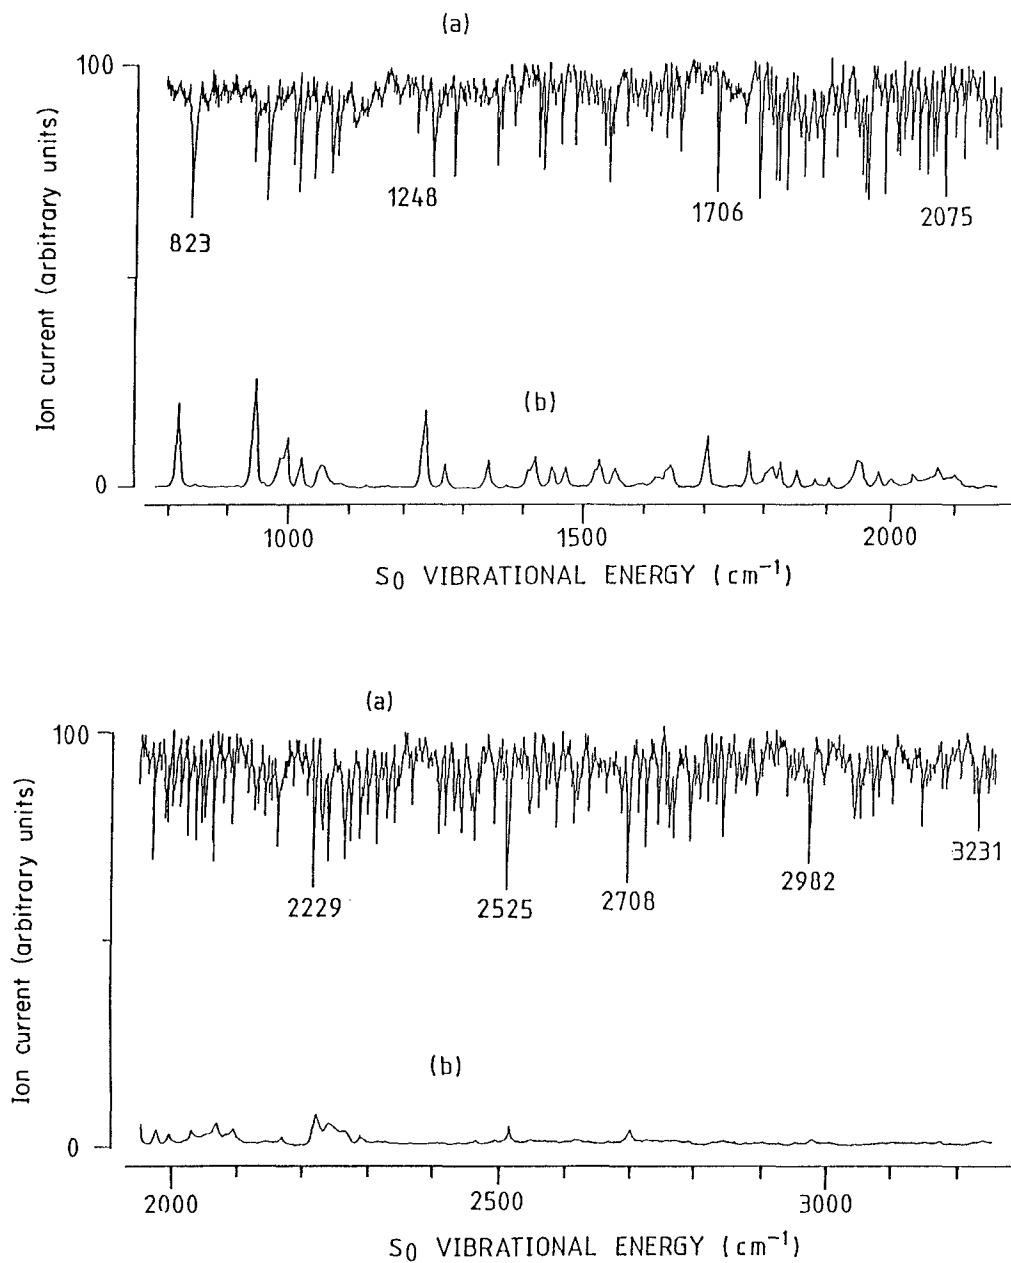 (a)
100
Ion current (arbitrary units)
823
1248
1706
2075
(b)
0
1000
1500
2000
S0 VIBRATIONAL ENERGY (cm⁻¹)
(a)
100
Ion current (arbitrary units)
2229
2525
2708
2982
3231
(b)
0
2000
2500
3000
S0 VIBRATIONAL ENERGY (cm⁻¹)